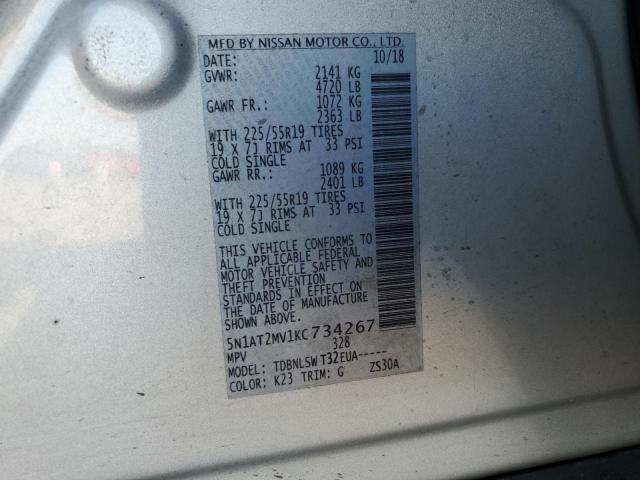 MFD BY NISSAN MOTOR CO., LTD.
DATE: 10/18
GVWR: 2141 KG
4720 LB
GAWR FR.: 1072 KG
2363 LB
WITH 225/55R19 TIRES
19 X 7J RIMS AT 33 PSI
COLD SINGLE
GAWR RR.: 1089 KG
2401 LB
WITH 225/55R19 TIRES
19 X 7J RIMS AT 33 PSI
COLD SINGLE
THIS VEHICLE CONFORMS TO
ALL APPLICABLE FEDERAL
MOTOR VEHICLE SAFETY AND
THEFT PREVENTION
STANDARDS IN EFFECT ON
THE DATE OF MANUFACTURE
SHOWN ABOVE.
5N1AT2MV1KC734267
MPV 328
MODEL: TDBNLSW T32EUA-----
COLOR: K23 TRIM: G ZS30A